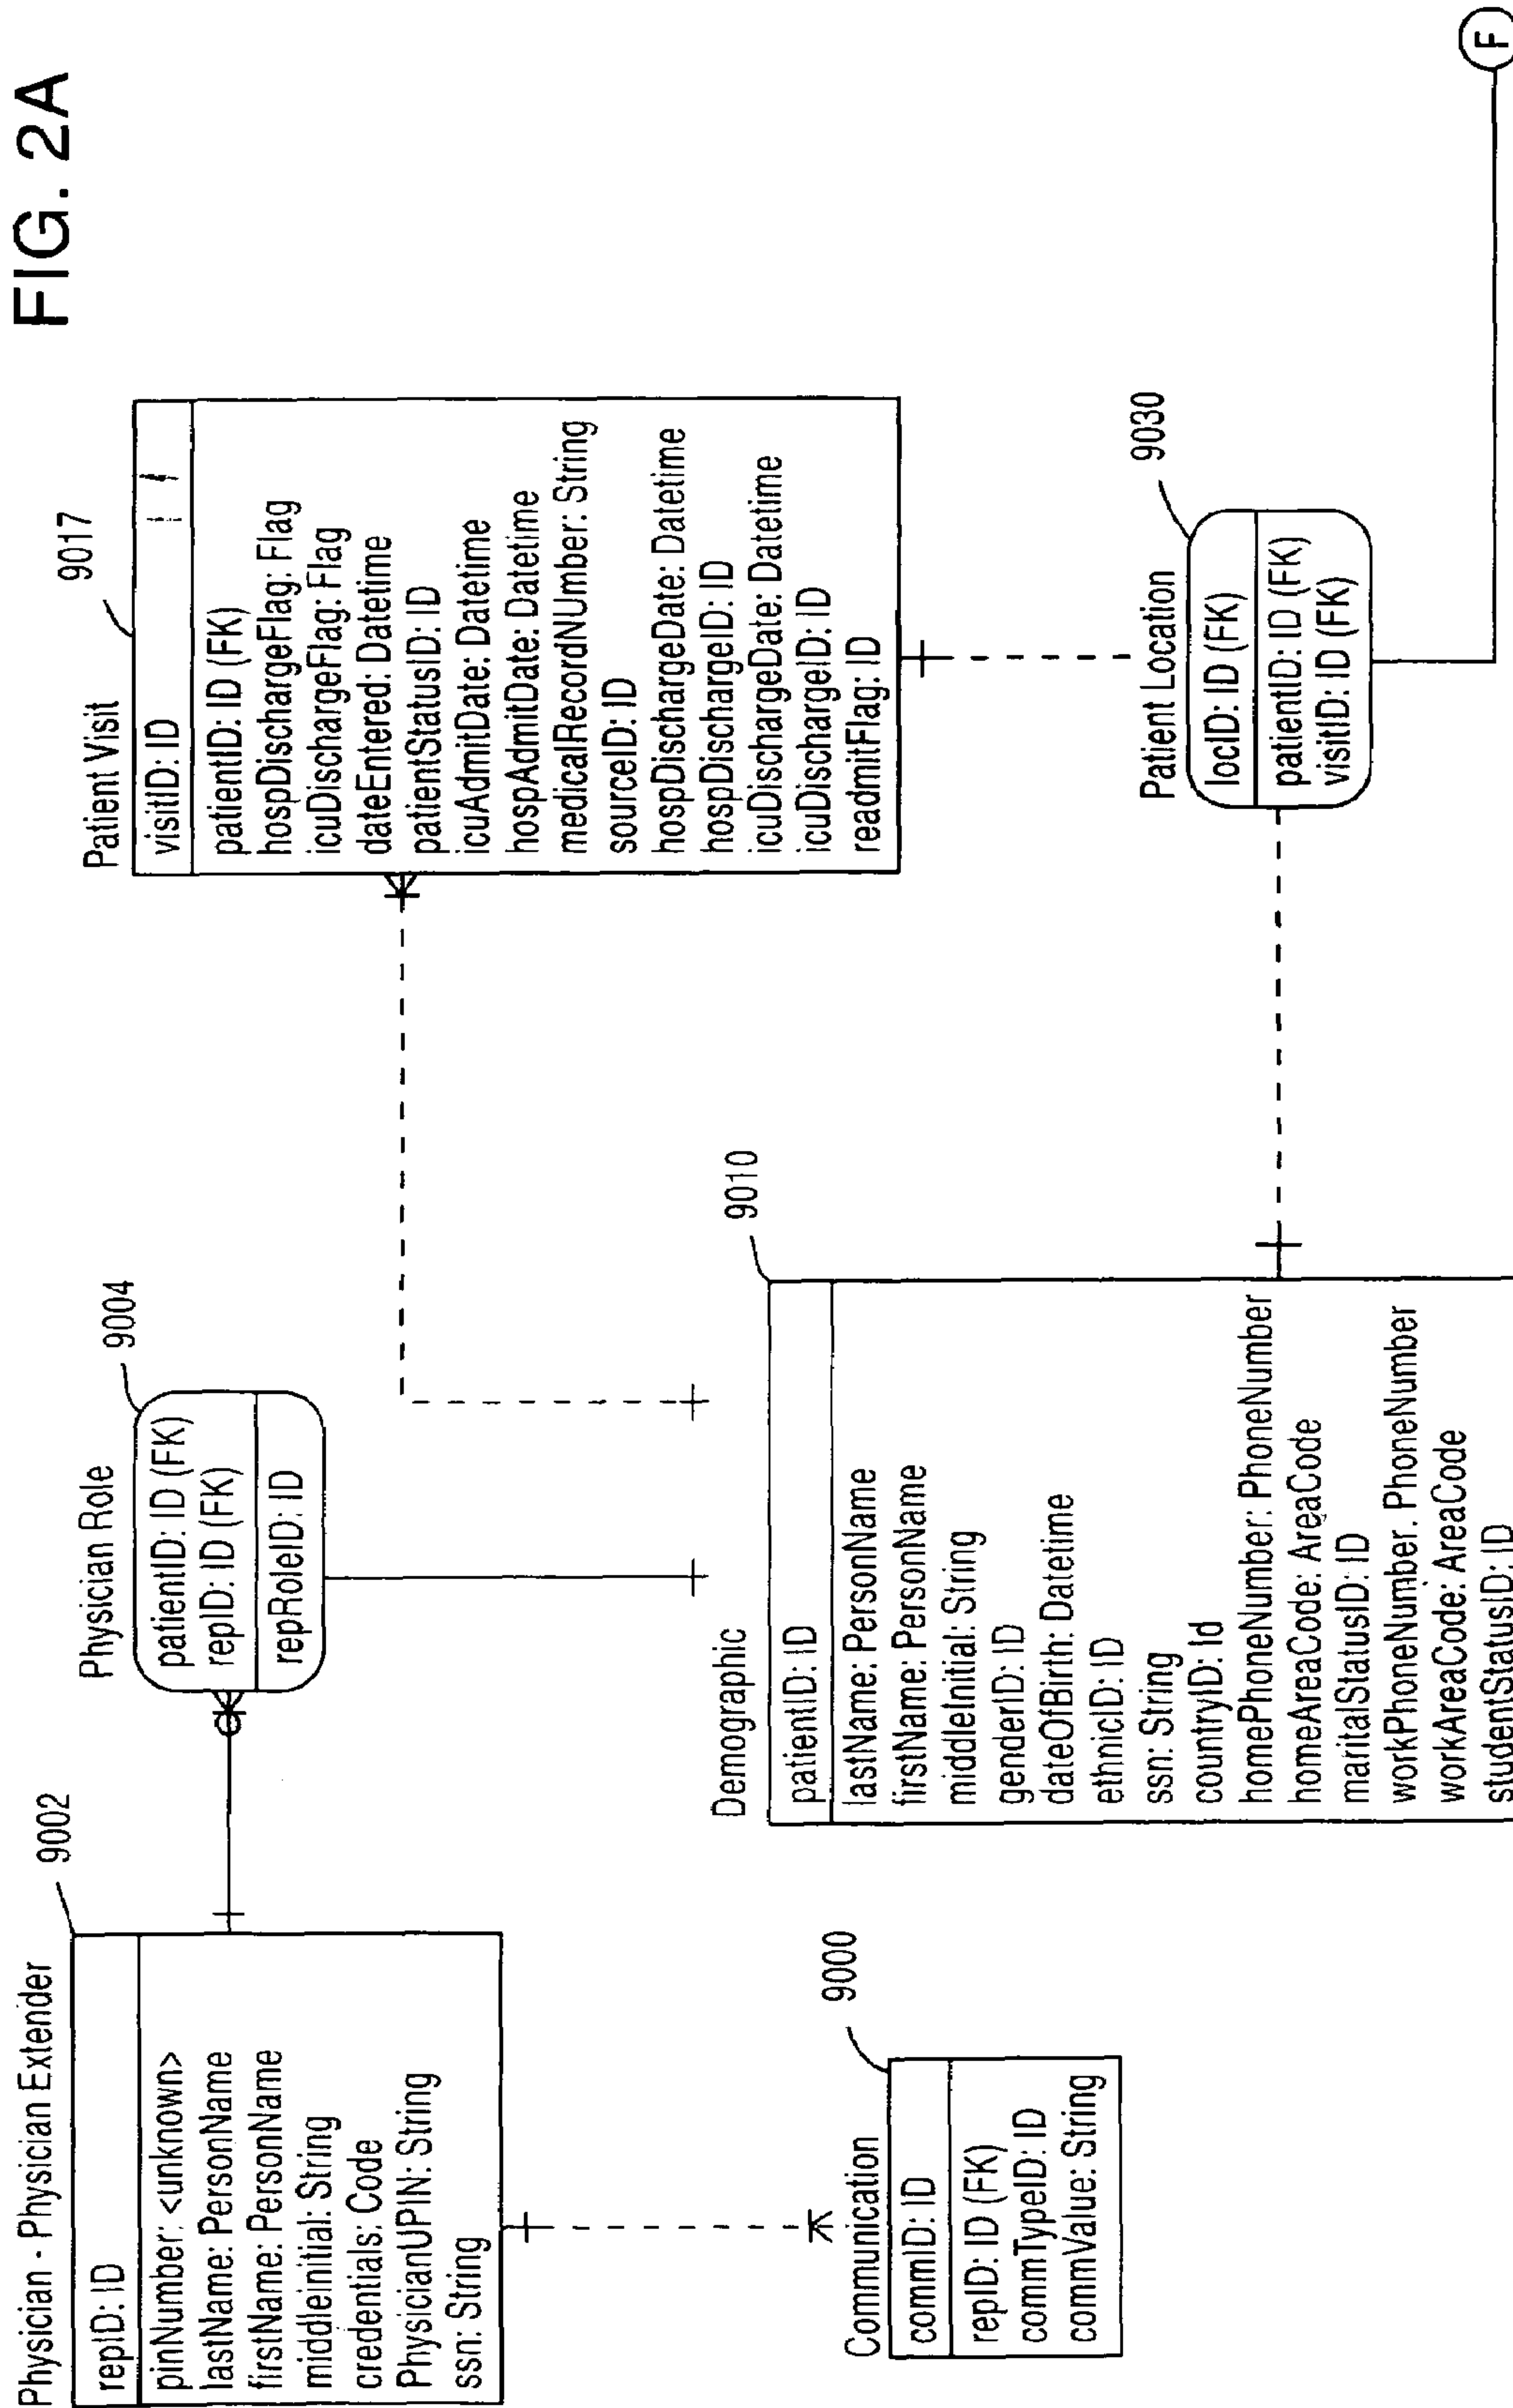 FIG. 2A
Physician - Physician Extender
9002
repID: ID
pinNumber: <unknown>
lastName: PersonName
firstName: PersonName
middleInitial: String
credentials: Code
PhysicianUPIN: String
ssn: String
Physician Role
9004
patientID: ID (FK)
repID: ID (FK)
repRoleID: ID
Patient Visit
9017
visitID: ID
patientID: ID (FK)
hospDischargeFlag: Flag
icuDischargeFlag: Flag
dateEntered: Datetime
patientStatusID: ID
icuAdmitDate: Datetime
hospAdmitDate: Datetime
medicalRecordNUmber: String
sourceID: ID
hospDischargeDate: Datetime
hospDischargeID: ID
icuDischargeDate: Datetime
icuDischargeID: ID
readmitFlag: ID
Communication
9000
commID: ID
repID: ID (FK)
commTypeID: ID
commValue: String
Demographic
9010
patientID: ID
lastName: PersonName
firstName: PersonName
middleInitial: String
genderID: ID
dateOfBirth: Datetime
ethnicID: ID
ssn: String
countryID: Id
homePhoneNumber: PhoneNumber
homeAreaCode: AreaCode
maritalStatusID: ID
workPhoneNumber. PhoneNumber
workAreaCode: AreaCode
studentStatusID: ID
Patient Location
9030
locID: ID (FK)
patientID: ID (FK)
visitID: ID (FK)
F